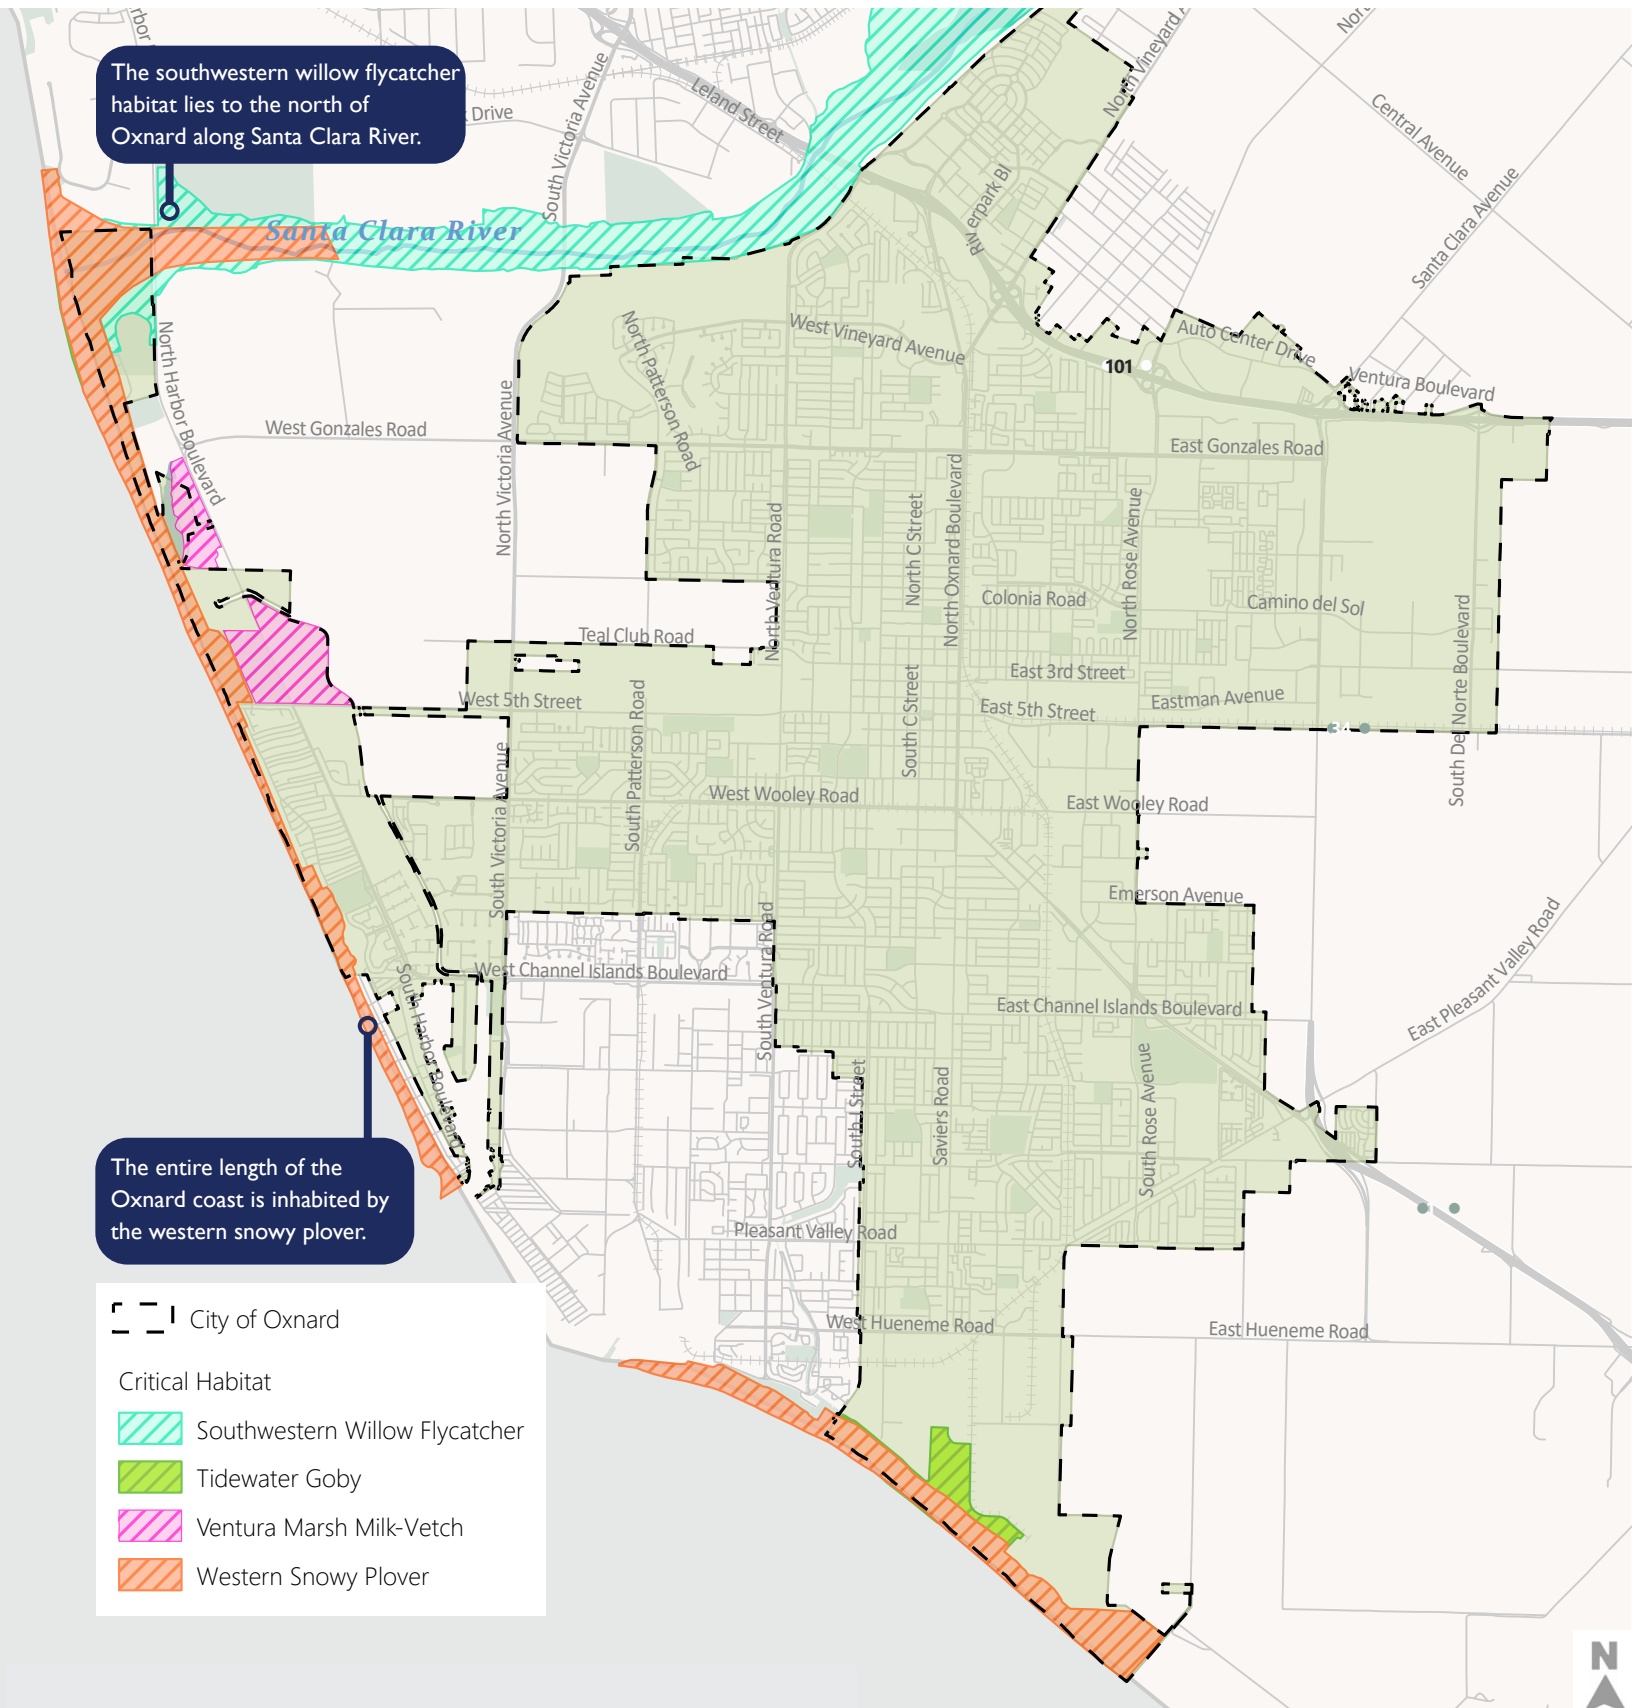 The southwestern willow flycatcher
habitat lies to the north of
Oxnard along Santa Clara River.
Drive
South Victoria Avenue
Leland Street
North Vineyard
Central Avenue
Santa Clara Avenue
Santa Clara River
Riverpark Bl
North Harbor Boulevard
North Patterson Road
West Vineyard Avenue
101
Auto Center Drive
Ventura Boulevard
West Gonzales Road
North Victoria Avenue
East Gonzales Road
North Ventura Road
North C Street
North Oxnard Boulevard
North Rose Avenue
Colonia Road
Camino del Sol
Teal Club Road
East 3rd Street
West 5th Street
South Patterson Road
South C Street
East 5th Street
Eastman Avenue
34
South Del Norte Boulevard
South Victoria Avenue
West Wooley Road
East Wooley Road
Emerson Avenue
South Ventura Road
West Channel Islands Boulevard
East Channel Islands Boulevard
East Pleasant Valley Road
South Harbor Boulevard
South J Street
Saviers Road
South Rose Avenue
The entire length of the
Oxnard coast is inhabited by
the western snowy plover.
Pleasant Valley Road
West Hueneme Road
East Hueneme Road
City of Oxnard
Critical Habitat
Southwestern Willow Flycatcher
Tidewater Goby
Ventura Marsh Milk-Vetch
Western Snowy Plover
N